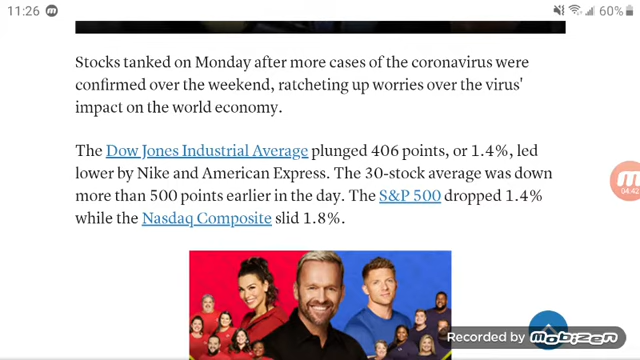 11:26 m 60%
Stocks tanked on Monday after more cases of the coronavirus were
confirmed over the weekend, ratcheting up worries over the virus'
impact on the world economy.
The Dow Jones Industrial Average plunged 406 points, or 1.4%, led
lower by Nike and American Express. The 30-stock average was down
more than 500 points earlier in the day. The S&P 500 dropped 1.4%
while the Nasdaq Composite slid 1.8%.
m
04:42
Recorded by mobizen